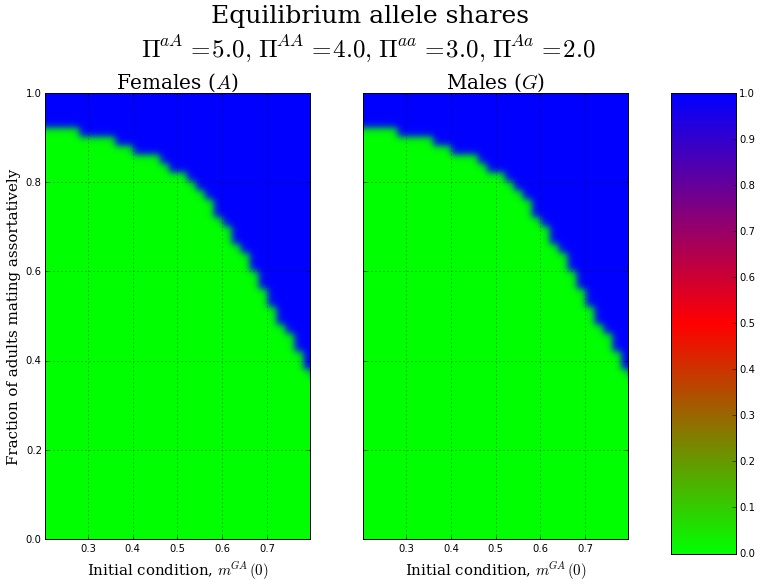 Equilibrium allele shares
Π^{aA} = 5.0, Π^{AA} = 4.0, Π^{aa} = 3.0, Π^{Aa} = 2.0
Females (A)
Males (G)
Fraction of adults mating assortatively
1.0
0.8
0.6
0.4
0.2
0.0
0.3 0.4 0.5 0.6 0.7
Initial condition, m^{GA}(0)
0.3 0.4 0.5 0.6 0.7
Initial condition, m^{GA}(0)
1.0
0.9
0.8
0.7
0.6
0.5
0.4
0.3
0.2
0.1
0.0